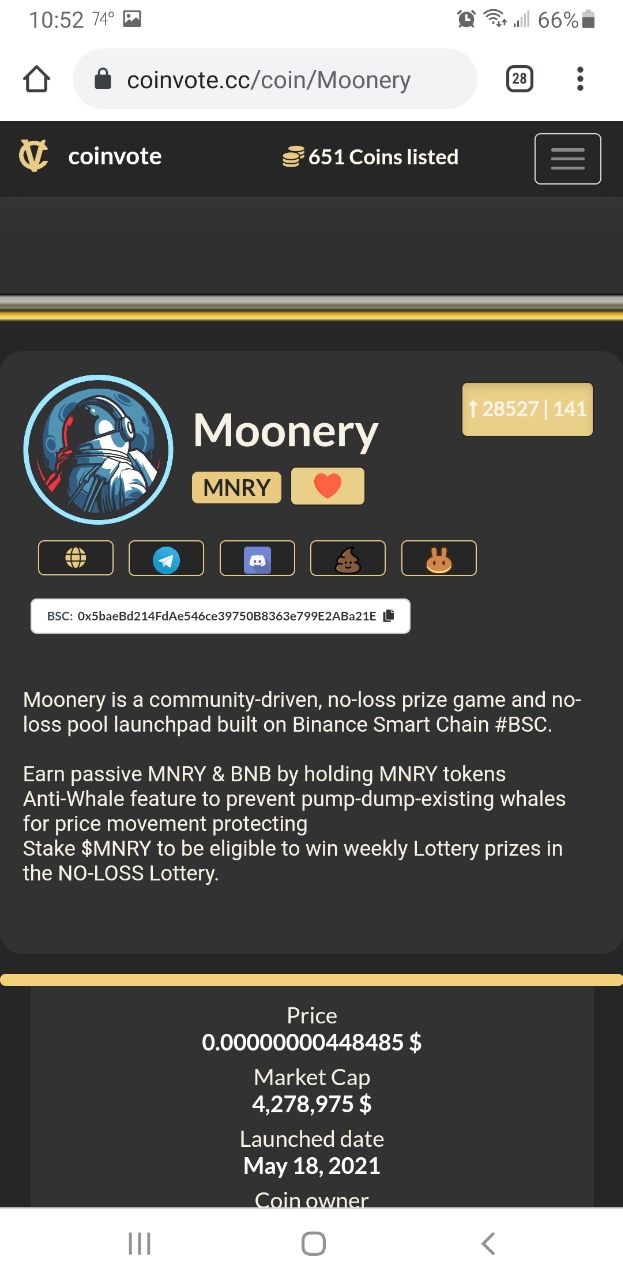 10:52 74° 66%
coinvote.cc/coin/Moonery 28
coinvote 651 Coins listed
Moonery
↑ 28527 | 141
MNRY
BSC: 0x5baeBd214FdAe546ce39750B8363e799E2ABa21E
Moonery is a community-driven, no-loss prize game and no-
loss pool launchpad built on Binance Smart Chain #BSC.
Earn passive MNRY & BNB by holding MNRY tokens
Anti-Whale feature to prevent pump-dump-existing whales
for price movement protecting
Stake $MNRY to be eligible to win weekly Lottery prizes in
the NO-LOSS Lottery.
Price
0.00000000448485 $
Market Cap
4,278,975 $
Launched date
May 18, 2021
Coin owner